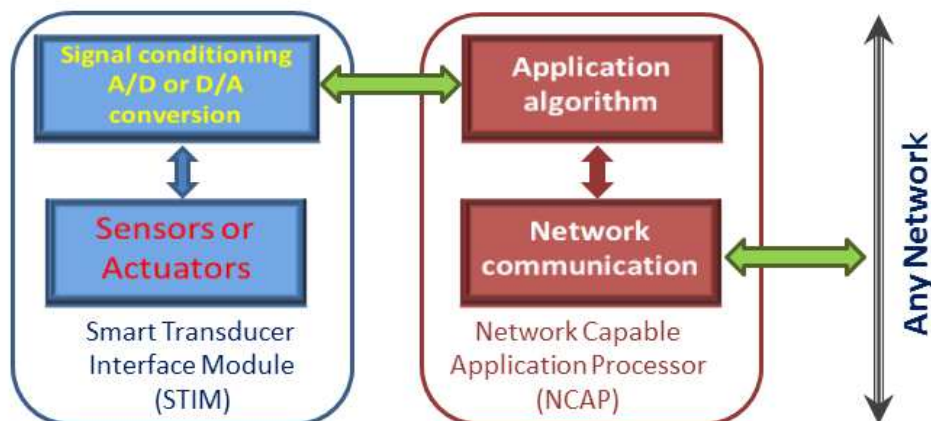 Signal conditioning
A/D or D/A
conversion
Sensors or
Actuators
Smart Transducer
Interface Module
(STIM)
Application
algorithm
Network
communication
Network Capable
Application Processor
(NCAP)
Any Network